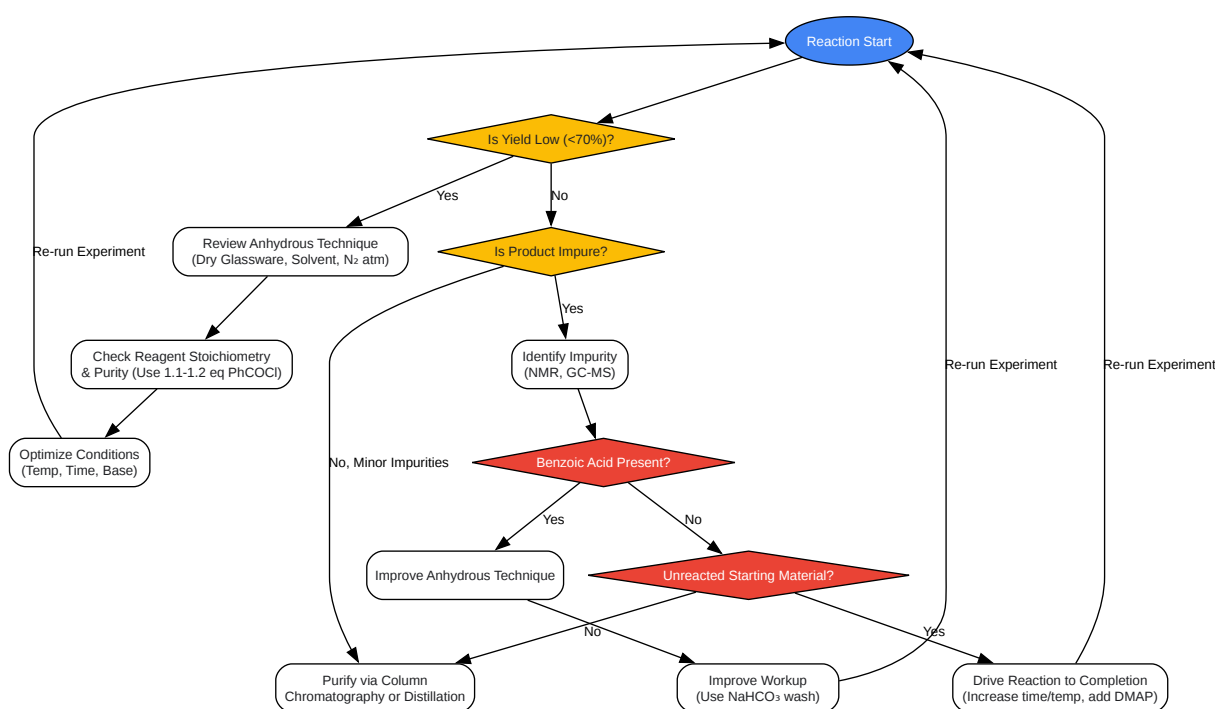 Reaction Start
Is Yield Low (<70%)?
Yes
No
Review Anhydrous Technique
(Dry Glassware, Solvent, N₂ atm)
Re-run Experiment
Is Product Impure?
Yes
Check Reagent Stoichiometry
& Purity (Use 1.1-1.2 eq PhCOCl)
Identify Impurity
(NMR, GC-MS)
Re-run Experiment
Re-run Experiment
Optimize Conditions
(Temp, Time, Base)
No, Minor Impurities
Benzoic Acid Present?
Yes
No
Improve Anhydrous Technique
Unreacted Starting Material?
No
Yes
Purify via Column
Chromatography or Distillation
Improve Workup
(Use NaHCO₃ wash)
Drive Reaction to Completion
(Increase time/temp, add DMAP)